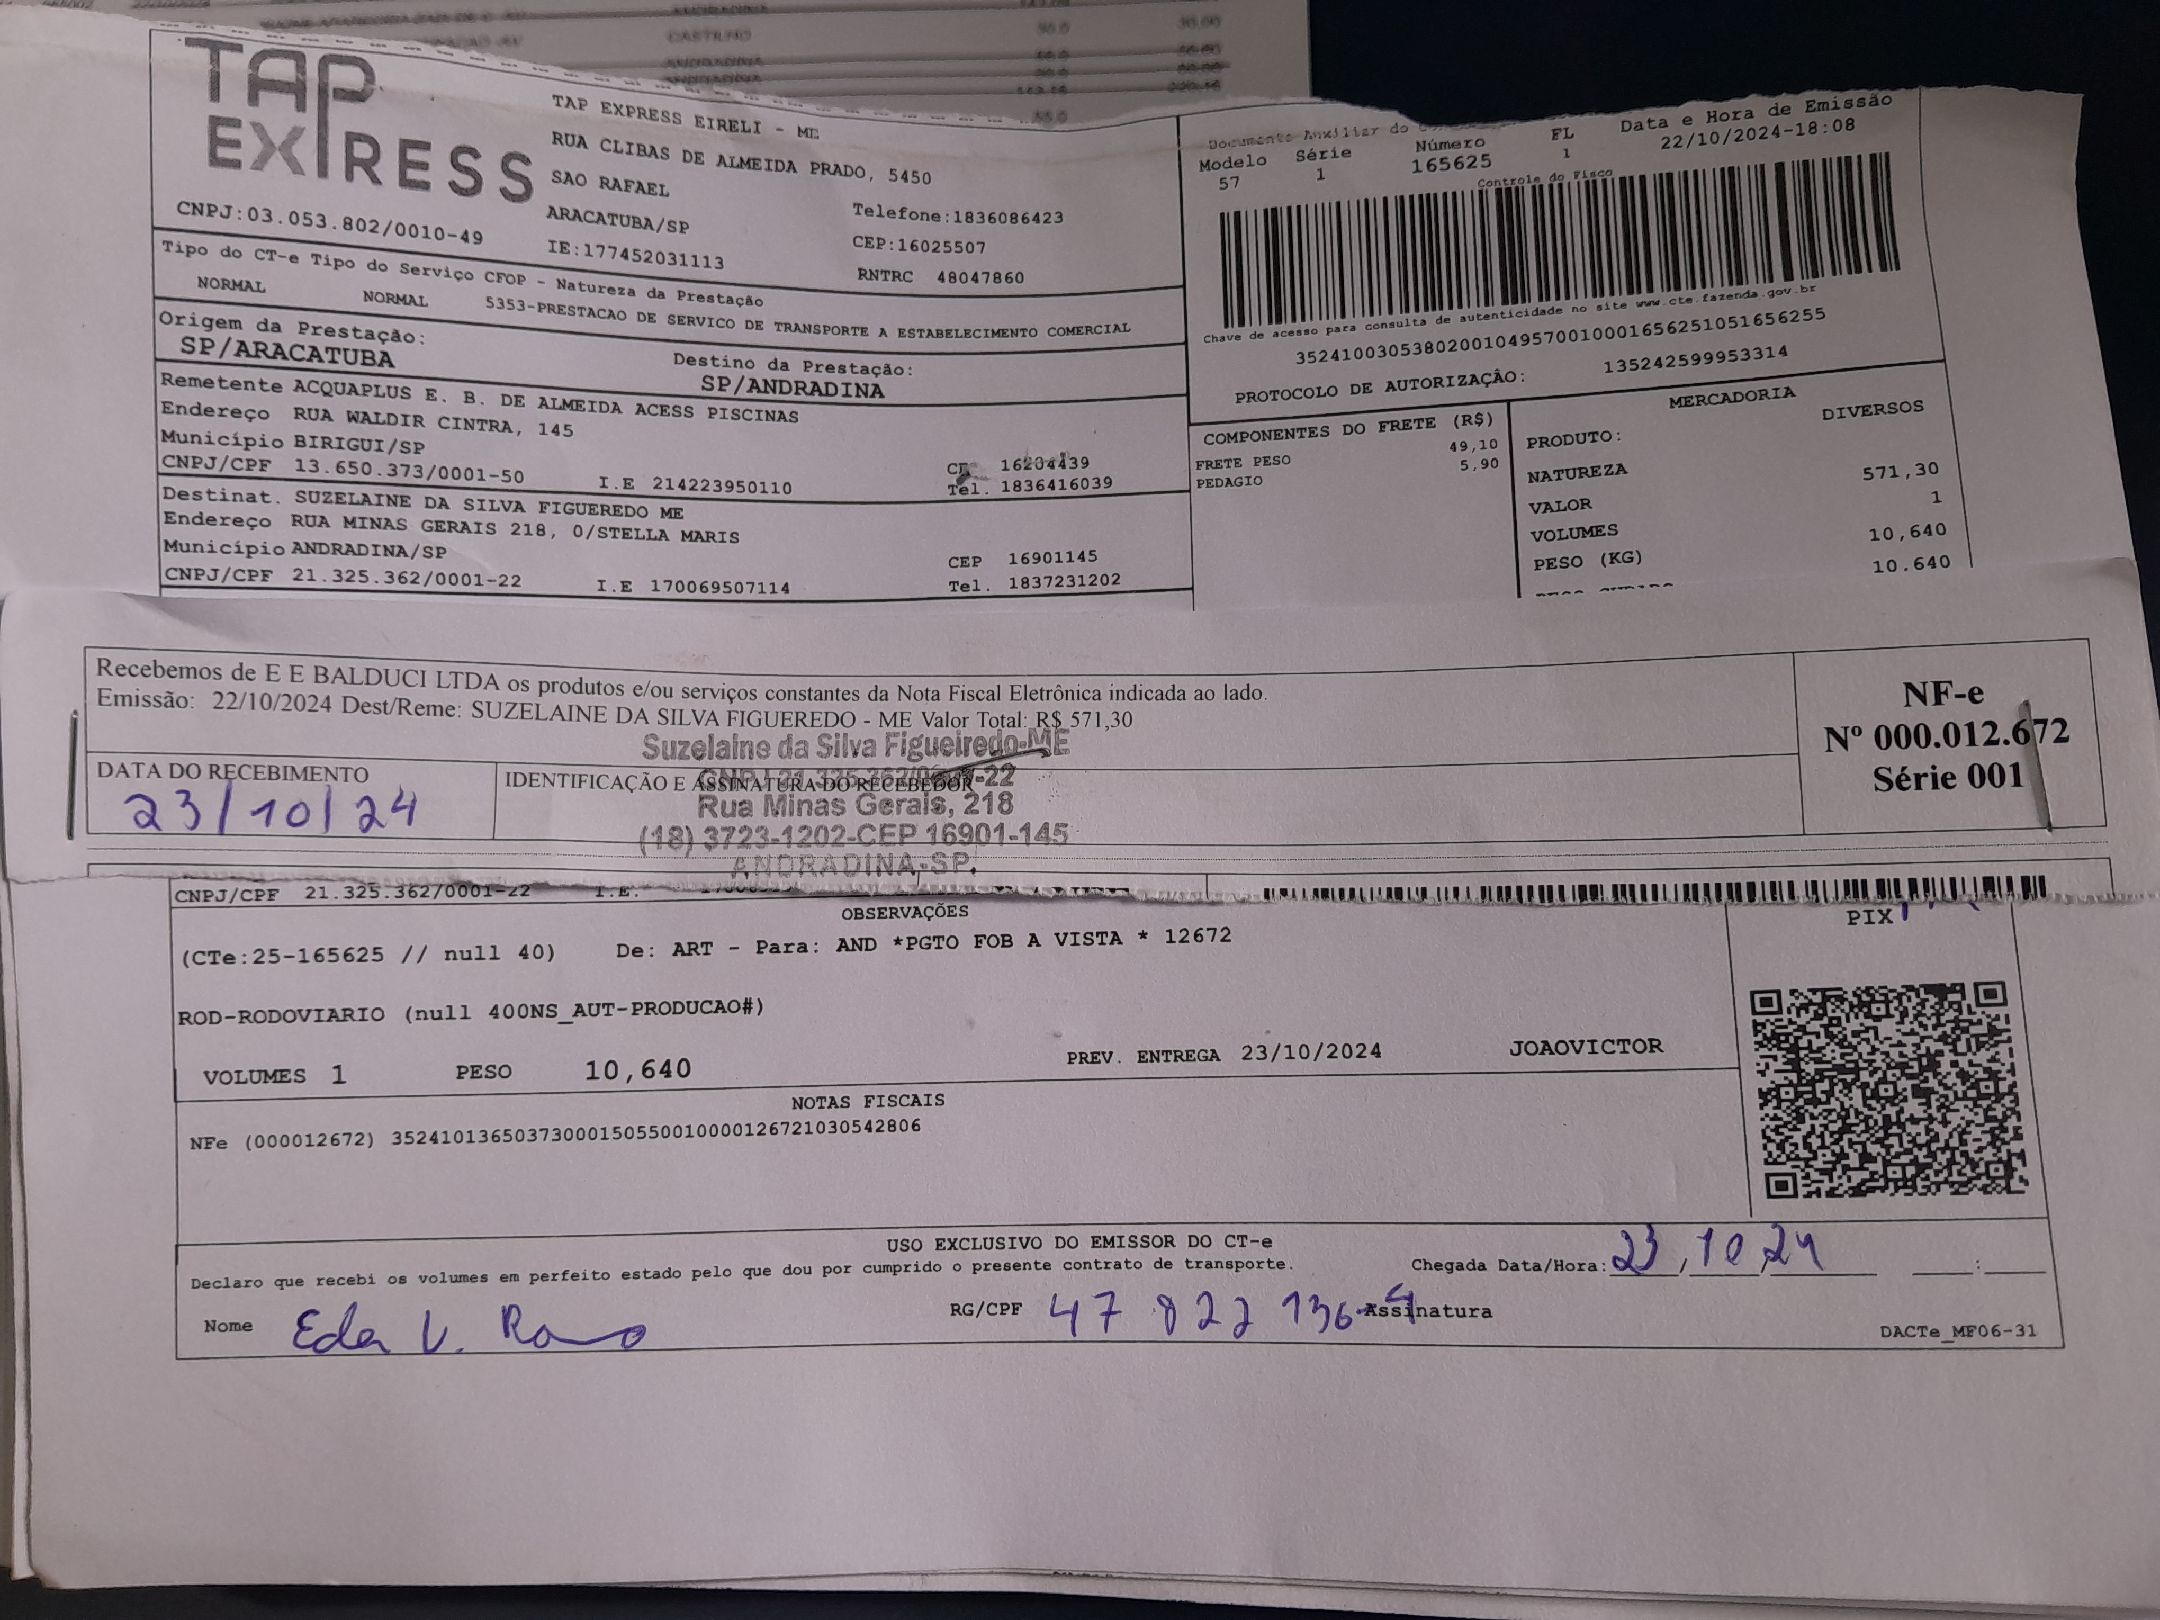 CASTILHO
TAP
EXPRESS
TAP EXPRESS EIRELI - ME
RUA CLIBAS DE ALMEIDA PRADO, 5450
SAO RAFAEL
ARACATUBA/SP
Telefone:1836086423
CNPJ:03.053.802/0010-49
IE:177452031113
CEP:16025507
RNTRC 48047860
Documento Auxiliar do
Modelo Série Número FL Data e Hora de Emissão
57 1 165625 1 22/10/2024-18:08
Controle do Fisco
Tipo do CT-e Tipo do Serviço CFOP - Natureza da Prestação
NORMAL NORMAL 5353-PRESTACAO DE SERVICO DE TRANSPORTE A ESTABELECIMENTO COMERCIAL
Origem da Prestação:
SP/ARACATUBA
Destino da Prestação:
SP/ANDRADINA
Chave de acesso para consulta de autenticidade no site www.cte.fazenda.gov.br
35241003053802001049570010001656251051656255
PROTOCOLO DE AUTORIZAÇÃO: 135242599953314
Remetente ACQUAPLUS E. B. DE ALMEIDA ACESS PISCINAS
Endereço RUA WALDIR CINTRA, 145
Município BIRIGUI/SP
CNPJ/CPF 13.650.373/0001-50 I.E 214223950110
16204439
Tel. 1836416039
Destinat. SUZELAINE DA SILVA FIGUEREDO ME
Endereço RUA MINAS GERAIS 218, 0/STELLA MARIS
Município ANDRADINA/SP CEP 16901145
CNPJ/CPF 21.325.362/0001-22 I.E 170069507114 Tel. 1837231202
COMPONENTES DO FRETE (R$)
FRETE PESO 49,10
PEDAGIO 5,90
MERCADORIA
PRODUTO: DIVERSOS
NATUREZA
VALOR 571,30
VOLUMES 1
PESO (KG) 10,640
10.640
Recebemos de E E BALDUCI LTDA os produtos e/ou serviços constantes da Nota Fiscal Eletrônica indicada ao lado.
Emissão: 22/10/2024 Dest/Reme: SUZELAINE DA SILVA FIGUEREDO - ME Valor Total: R$ 571,30
NF-e
Nº 000.012.672
Série 001
DATA DO RECEBIMENTO
23/10/24
IDENTIFICAÇÃO E ASSINATURA DO RECEBEDOR
Suzelaine da Silva Figueiredo-ME
CNPJ 21.325.362/0001-22
Rua Minas Gerais, 218
(18) 3723-1202-CEP 16901-145
ANDRADINA-SP.
CNPJ/CPF 21.325.362/0001-22 I.E.
OBSERVAÇÕES
PIX
(CTe:25-165625 // null 40) De: ART - Para: AND *PGTO FOB A VISTA * 12672
ROD-RODOVIARIO (null 400NS_AUT-PRODUCAO#)
VOLUMES 1 PESO 10,640 PREV. ENTREGA 23/10/2024 JOAOVICTOR
NOTAS FISCAIS
NFe (000012672) 35241013650373000150550010000126721030542806
USO EXCLUSIVO DO EMISSOR DO CT-e
Declaro que recebi os volumes em perfeito estado pelo que dou por cumprido o presente contrato de transporte.
Chegada Data/Hora: 23,10,24 :
Nome Eder V.
RG/CPF 47 822 136-4 Assinatura
DACTe_MF06-31